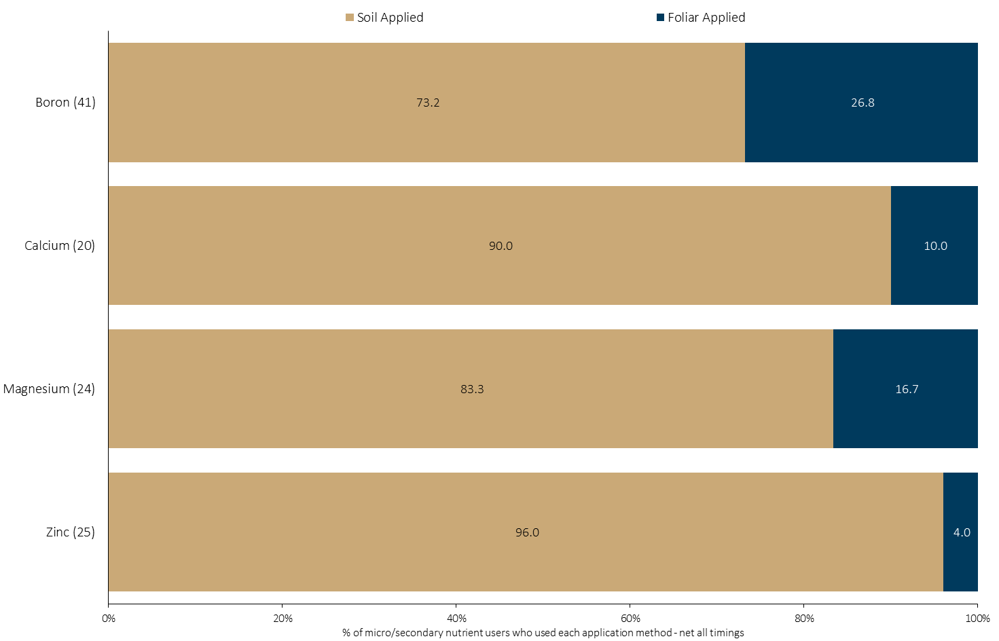 Soil Applied Foliar Applied
Boron (41) 73.2 26.8
Calcium (20) 90.0 10.0
Magnesium (24) 83.3 16.7
Zinc (25) 96.0 4.0
0% 20% 40% 60% 80% 100%
% of micro/secondary nutrient users who used each application method - net all timings